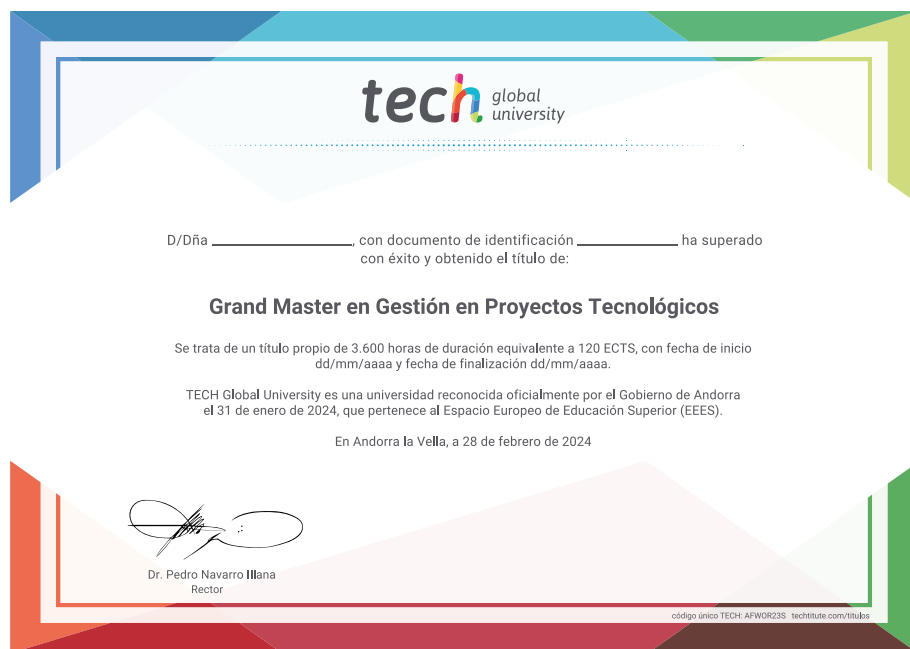 tech global
university
D/Dña ________________, con documento de identificación ____________ ha superado
con éxito y obtenido el título de:
Grand Master en Gestión en Proyectos Tecnológicos
Se trata de un título propio de 3.600 horas de duración equivalente a 120 ECTS, con fecha de inicio
dd/mm/aaaa y fecha de finalización dd/mm/aaaa.
TECH Global University es una universidad reconocida oficialmente por el Gobierno de Andorra
el 31 de enero de 2024, que pertenece al Espacio Europeo de Educación Superior (EEES).
En Andorra la Vella, a 28 de febrero de 2024
Dr. Pedro Navarro Illana
Rector
código único TECH: AFWOR23S techtitute.com/titulos